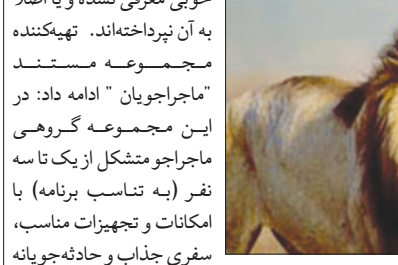 خوبی معرفی نشده و یا اصلا
به آن نپرداخته‌اند. تهیه‌کننده
مجموعه مستند
"ماجراجویان " ادامه داد: در
این مجموعه گروهی
ماجراجو متشکل از یک تا سه
نفر (به تناسب برنامه) با
امکانات و تجهیزات مناسب،
سفری جذاب و حادثه‌جویانه